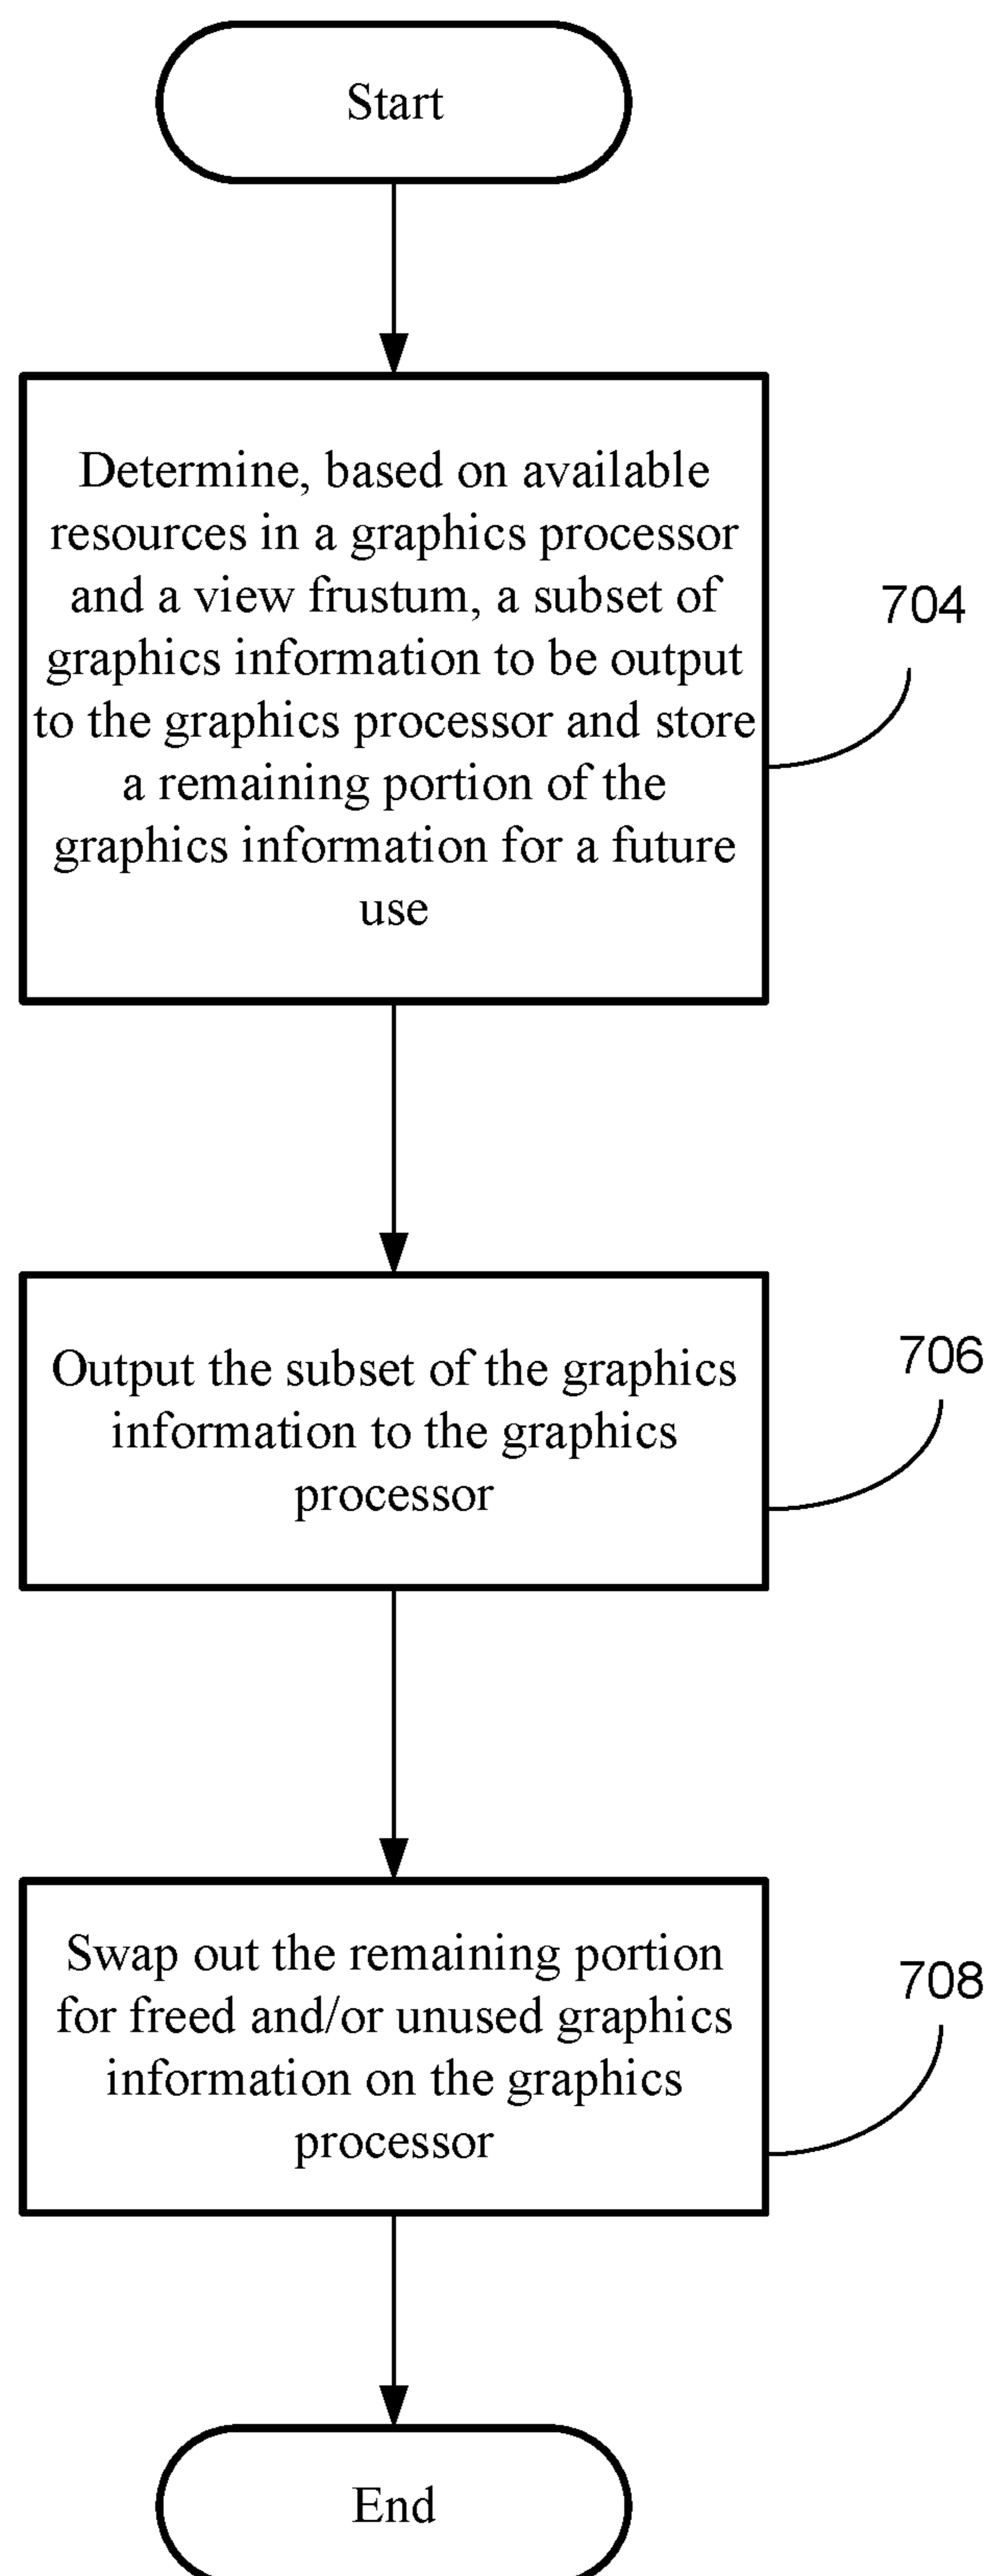 Start
Determine, based on available
resources in a graphics processor
and a view frustum, a subset of
graphics information to be output
to the graphics processor and store
a remaining portion of the
graphics information for a future
use
704
Output the subset of the graphics
information to the graphics
processor
706
Swap out the remaining portion
for freed and/or unused graphics
information on the graphics
processor
708
End